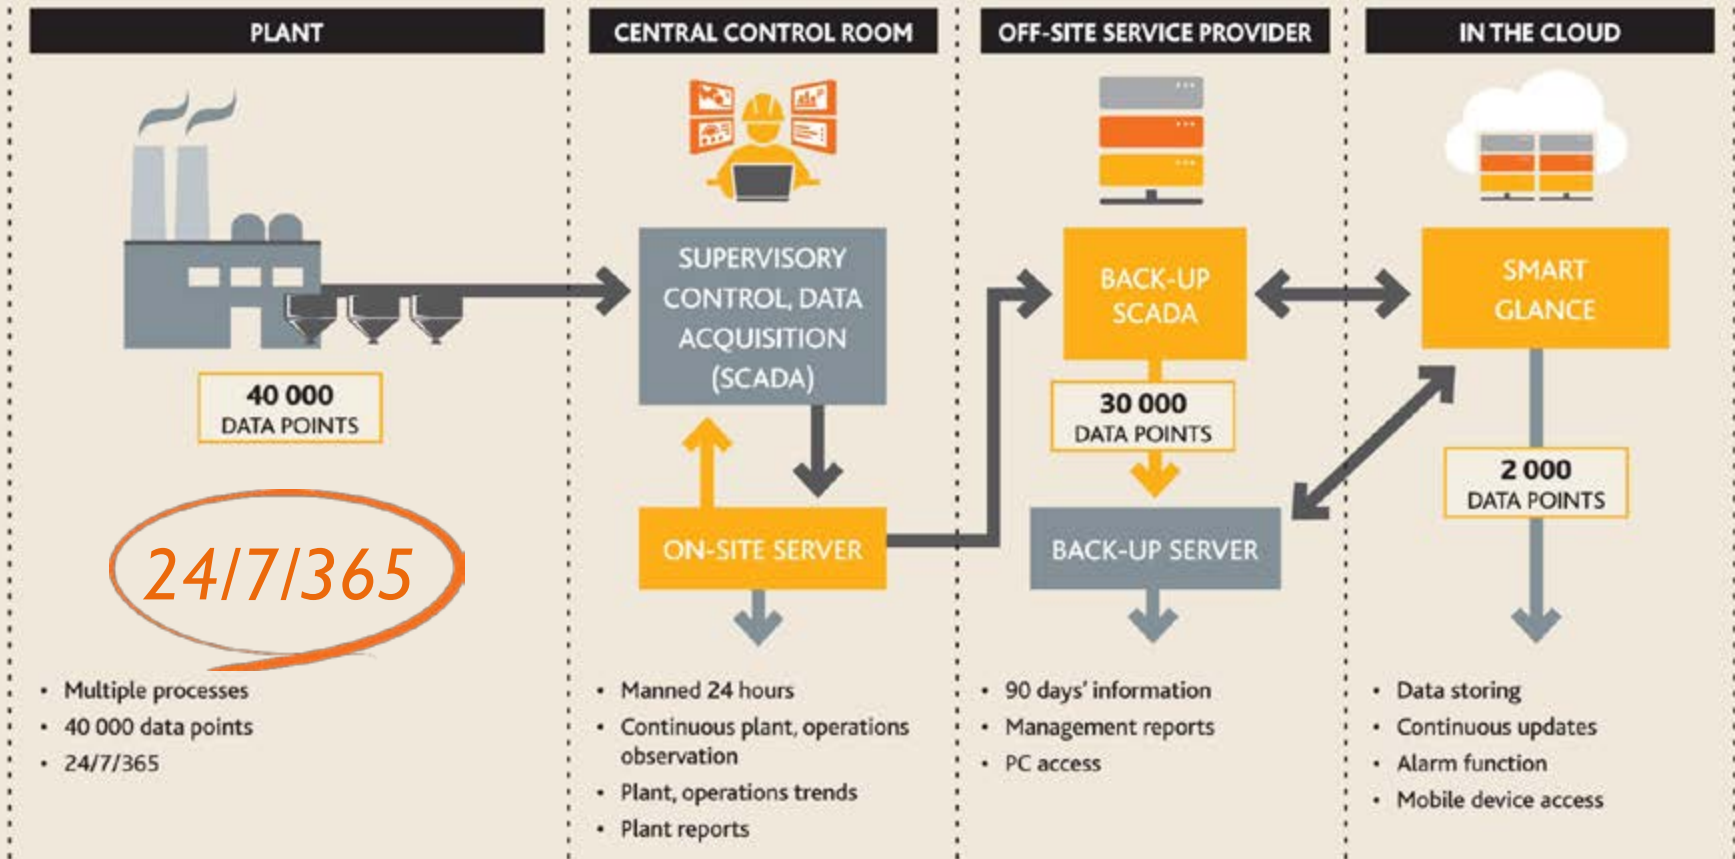 PLANT
40 000
DATA POINTS
24/7/365
• Multiple processes
• 40 000 data points
• 24/7/365
CENTRAL CONTROL ROOM
SUPERVISORY
CONTROL, DATA
ACQUISITION
(SCADA)
ON-SITE SERVER
• Manned 24 hours
• Continuous plant, operations
observation
• Plant, operations trends
• Plant reports
OFF-SITE SERVICE PROVIDER
BACK-UP
SCADA
30 000
DATA POINTS
BACK-UP SERVER
• 90 days' information
• Management reports
• PC access
IN THE CLOUD
SMART
GLANCE
2 000
DATA POINTS
• Data storing
• Continuous updates
• Alarm function
• Mobile device access